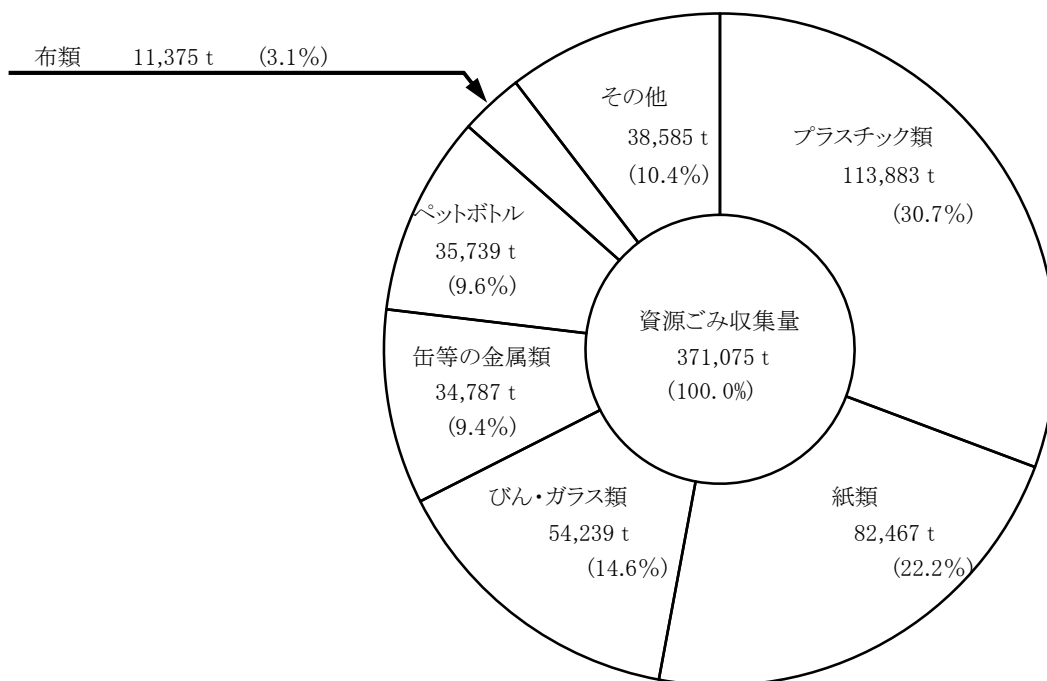 布類 11,375 t (3.1%)
その他
38,585 t
(10.4%)
プラスチック類
113,883 t
(30.7%)
ペットボトル
35,739 t
(9.6%)
資源ごみ収集量
371,075 t
(100.0%)
缶等の金属類
34,787 t
(9.4%)
びん・ガラス類
54,239 t
(14.6%)
紙類
82,467 t
(22.2%)